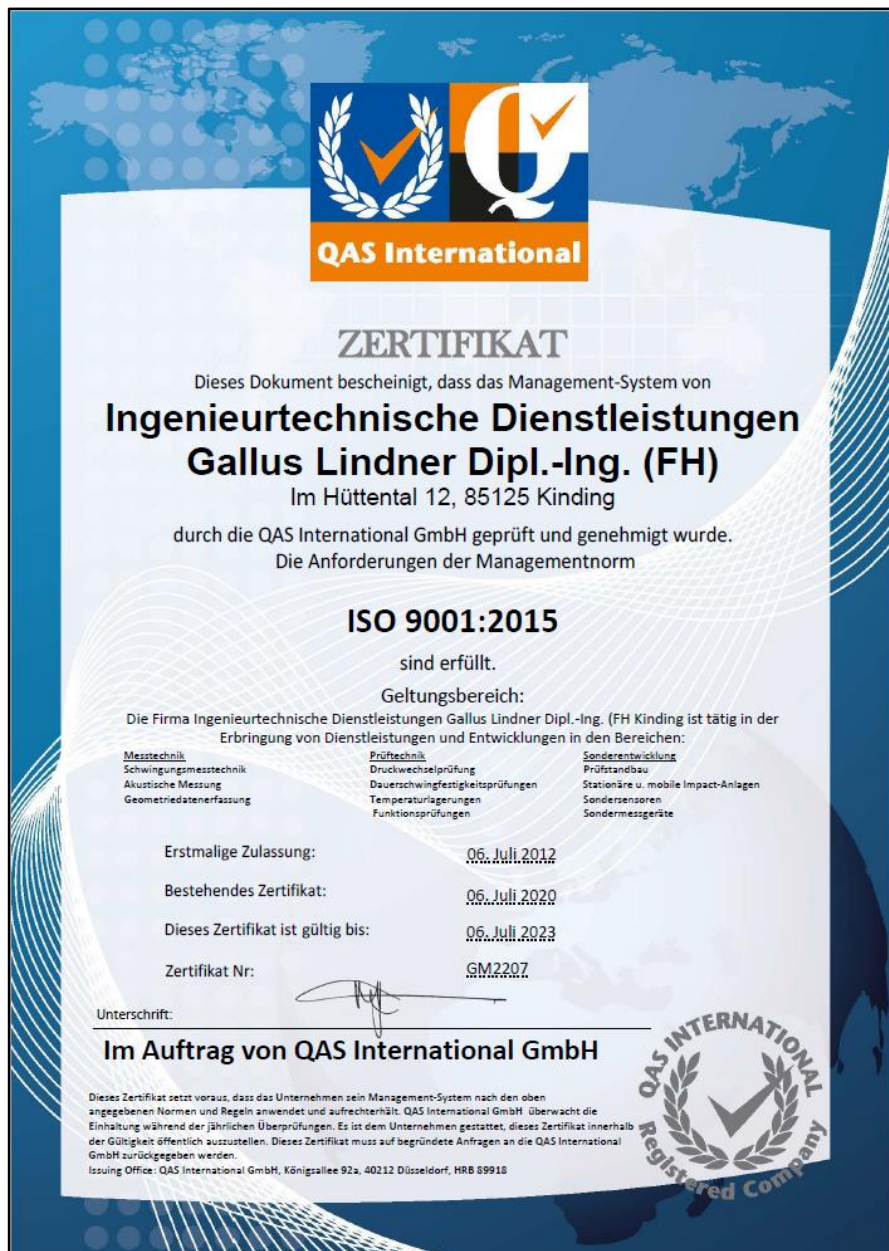 QAS International
ZERTIFIKAT
Dieses Dokument bescheinigt, dass das Management-System von
Ingenieurtechnische Dienstleistungen
Gallus Lindner Dipl.-Ing. (FH)
Im Hüttental 12, 85125 Kinding
durch die QAS International GmbH geprüft und genehmigt wurde.
Die Anforderungen der Managementnorm
ISO 9001:2015
sind erfüllt.
Geltungsbereich:
Die Firma Ingenieurtechnische Dienstleistungen Gallus Lindner Dipl.-Ing. (FH Kinding ist tätig in der
Erbringung von Dienstleistungen und Entwicklungen in den Bereichen:
Messtechnik Prüftechnik Sonderentwicklung
Schwingungsmesstechnik Druckwechselprüfung Prüfstandbau
Akustische Messung Dauerschwingfestigkeitsprüfungen Stationäre u. mobile Impact-Anlagen
Geometriedatenerfassung Temperaturlagerungen Sondersensoren
Funktionsprüfungen Sondermessgeräte
Erstmalige Zulassung: 06. Juli 2012
Bestehendes Zertifikat: 06. Juli 2020
Dieses Zertifikat ist gültig bis: 06. Juli 2023
Zertifikat Nr: GM2207
Unterschrift:
Im Auftrag von QAS International GmbH
Dieses Zertifikat setzt voraus, dass das Unternehmen sein Management-System nach den oben
angegebenen Normen und Regeln anwendet und aufrechterhält. QAS International GmbH überwacht die
Einhaltung während der jährlichen Überprüfungen. Es ist dem Unternehmen gestattet, dieses Zertifikat innerhalb
der Gültigkeit öffentlich auszustellen. Dieses Zertifikat muss auf begründete Anfragen an die QAS International
GmbH zurückgegeben werden.
Issuing Office: QAS International GmbH, Königsallee 92a, 40212 Düsseldorf, HRB 89918
QAS INTERNATIONAL
Registered Company